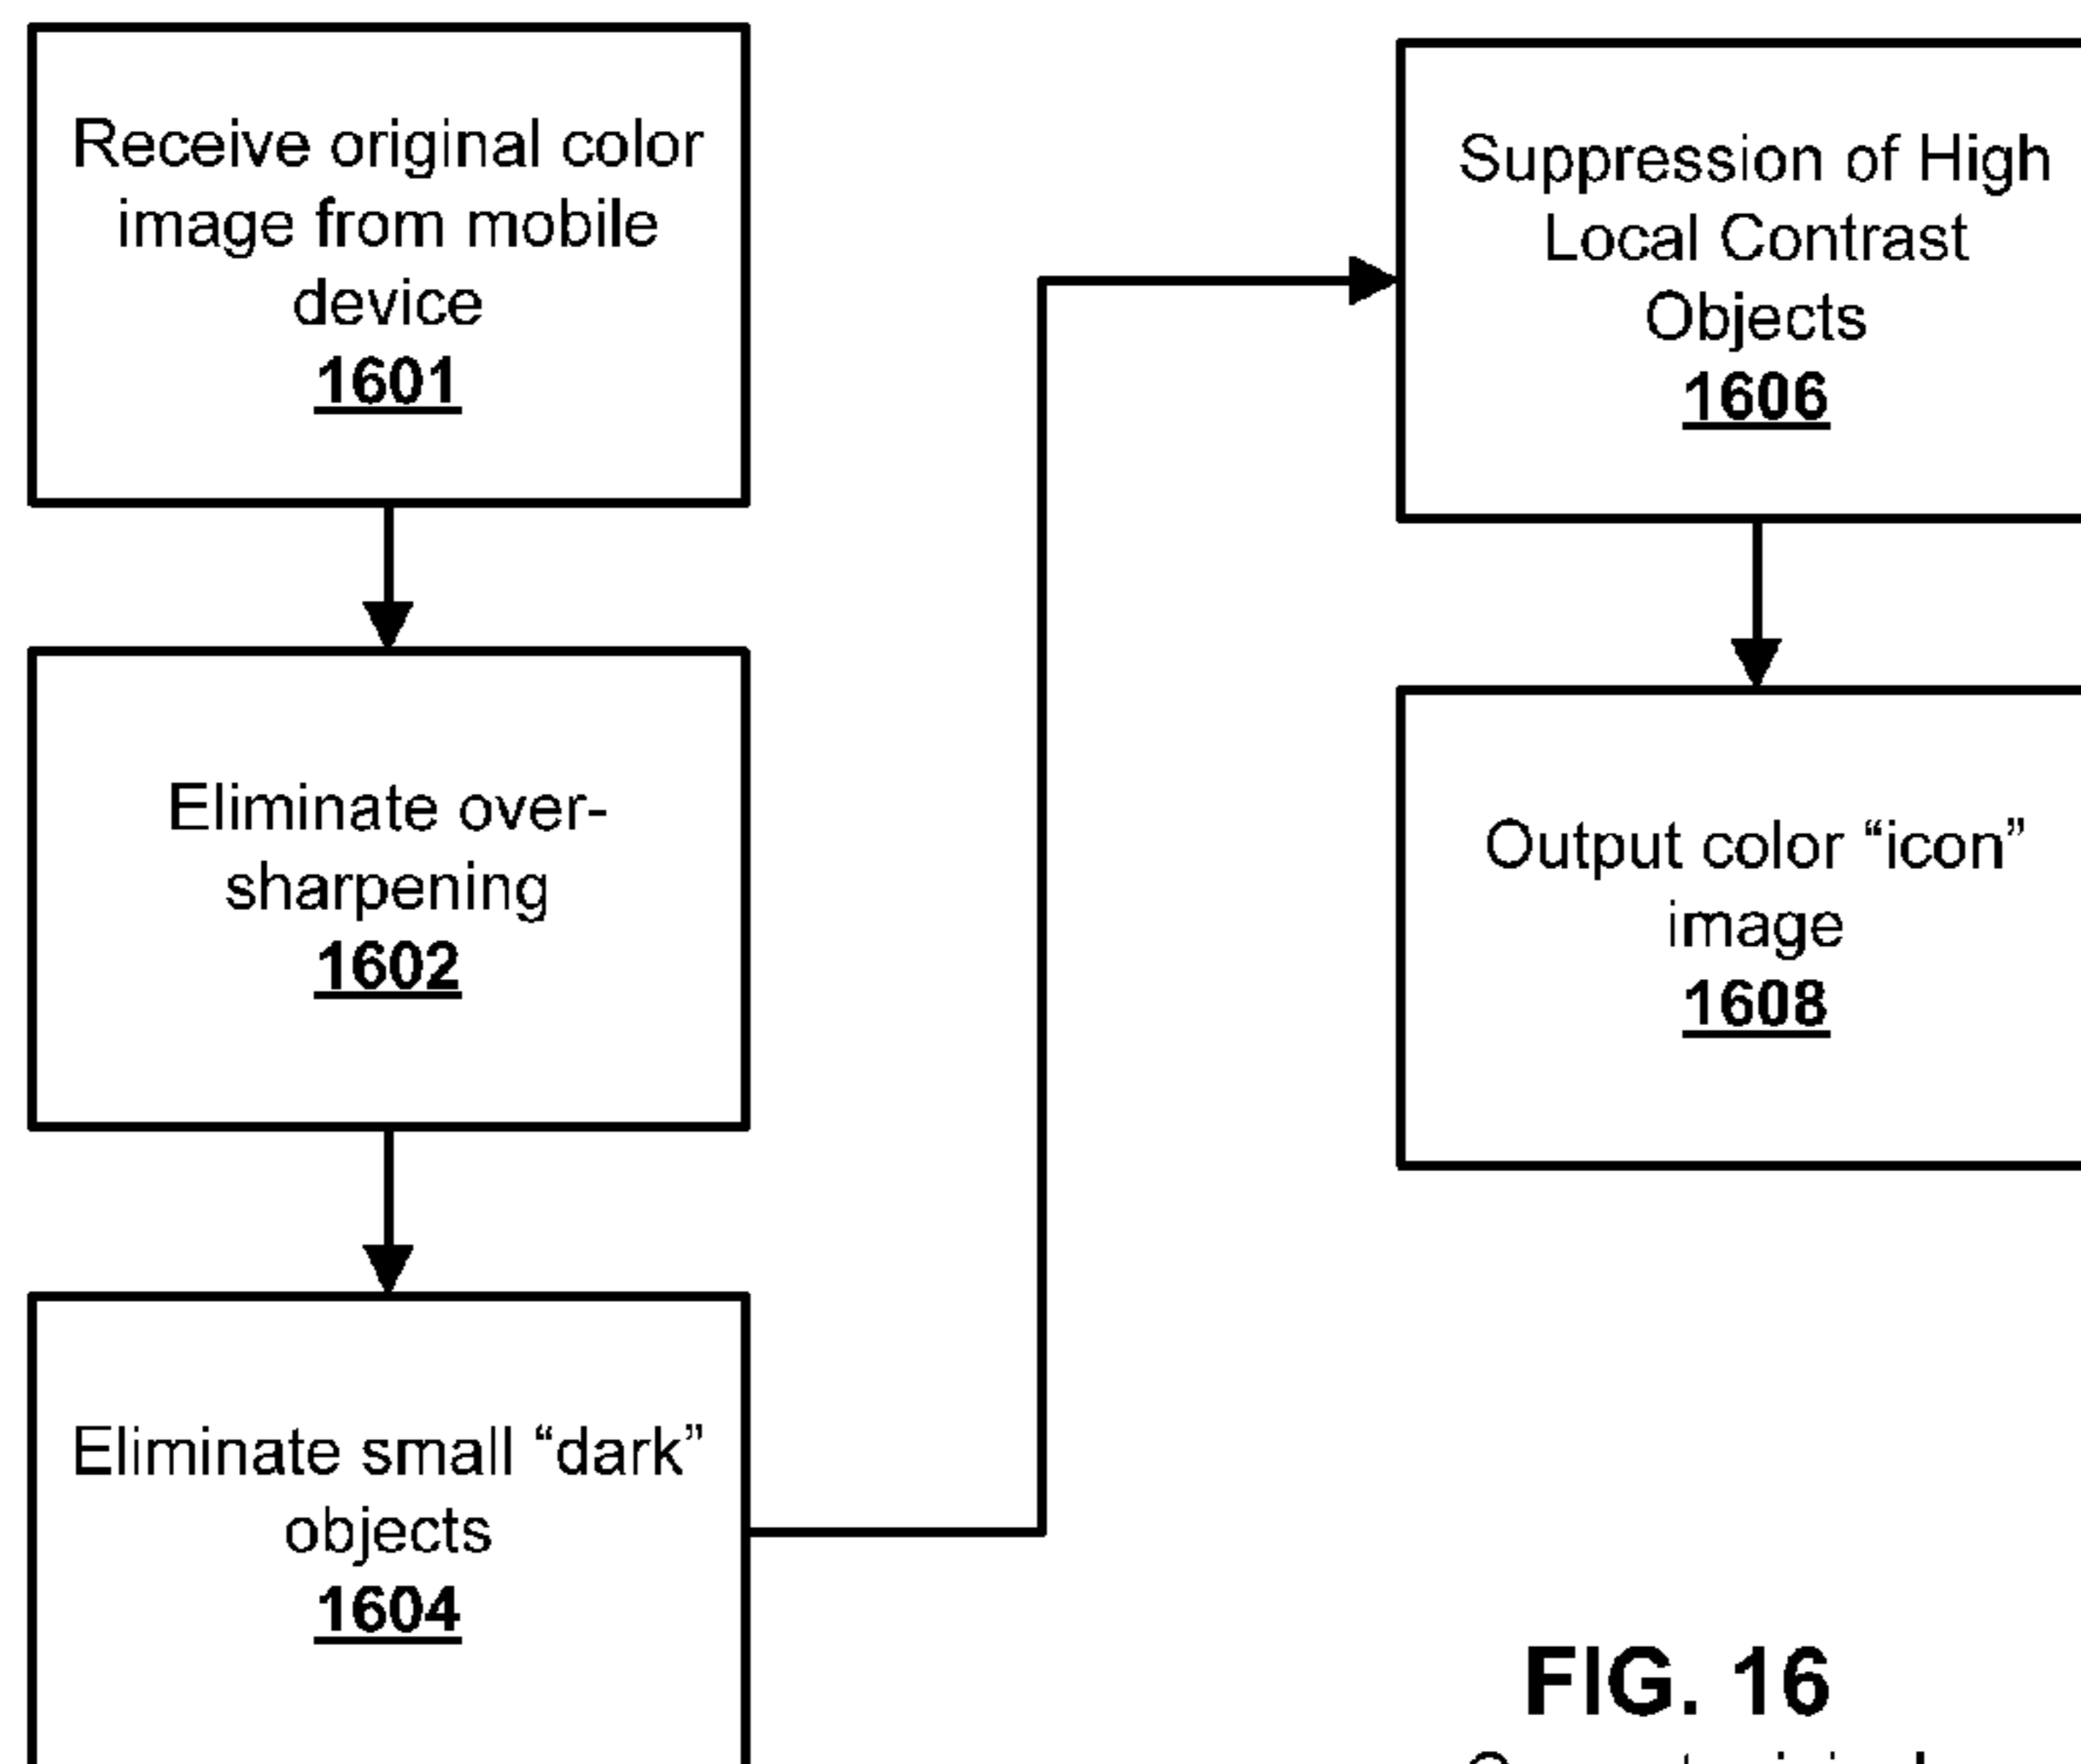 Receive original color
image from mobile
device
1601
Eliminate over-
sharpening
1602
Eliminate small “dark”
objects
1604
Suppression of High
Local Contrast
Objects
1606
Output color “icon”
image
1608
FIG. 16